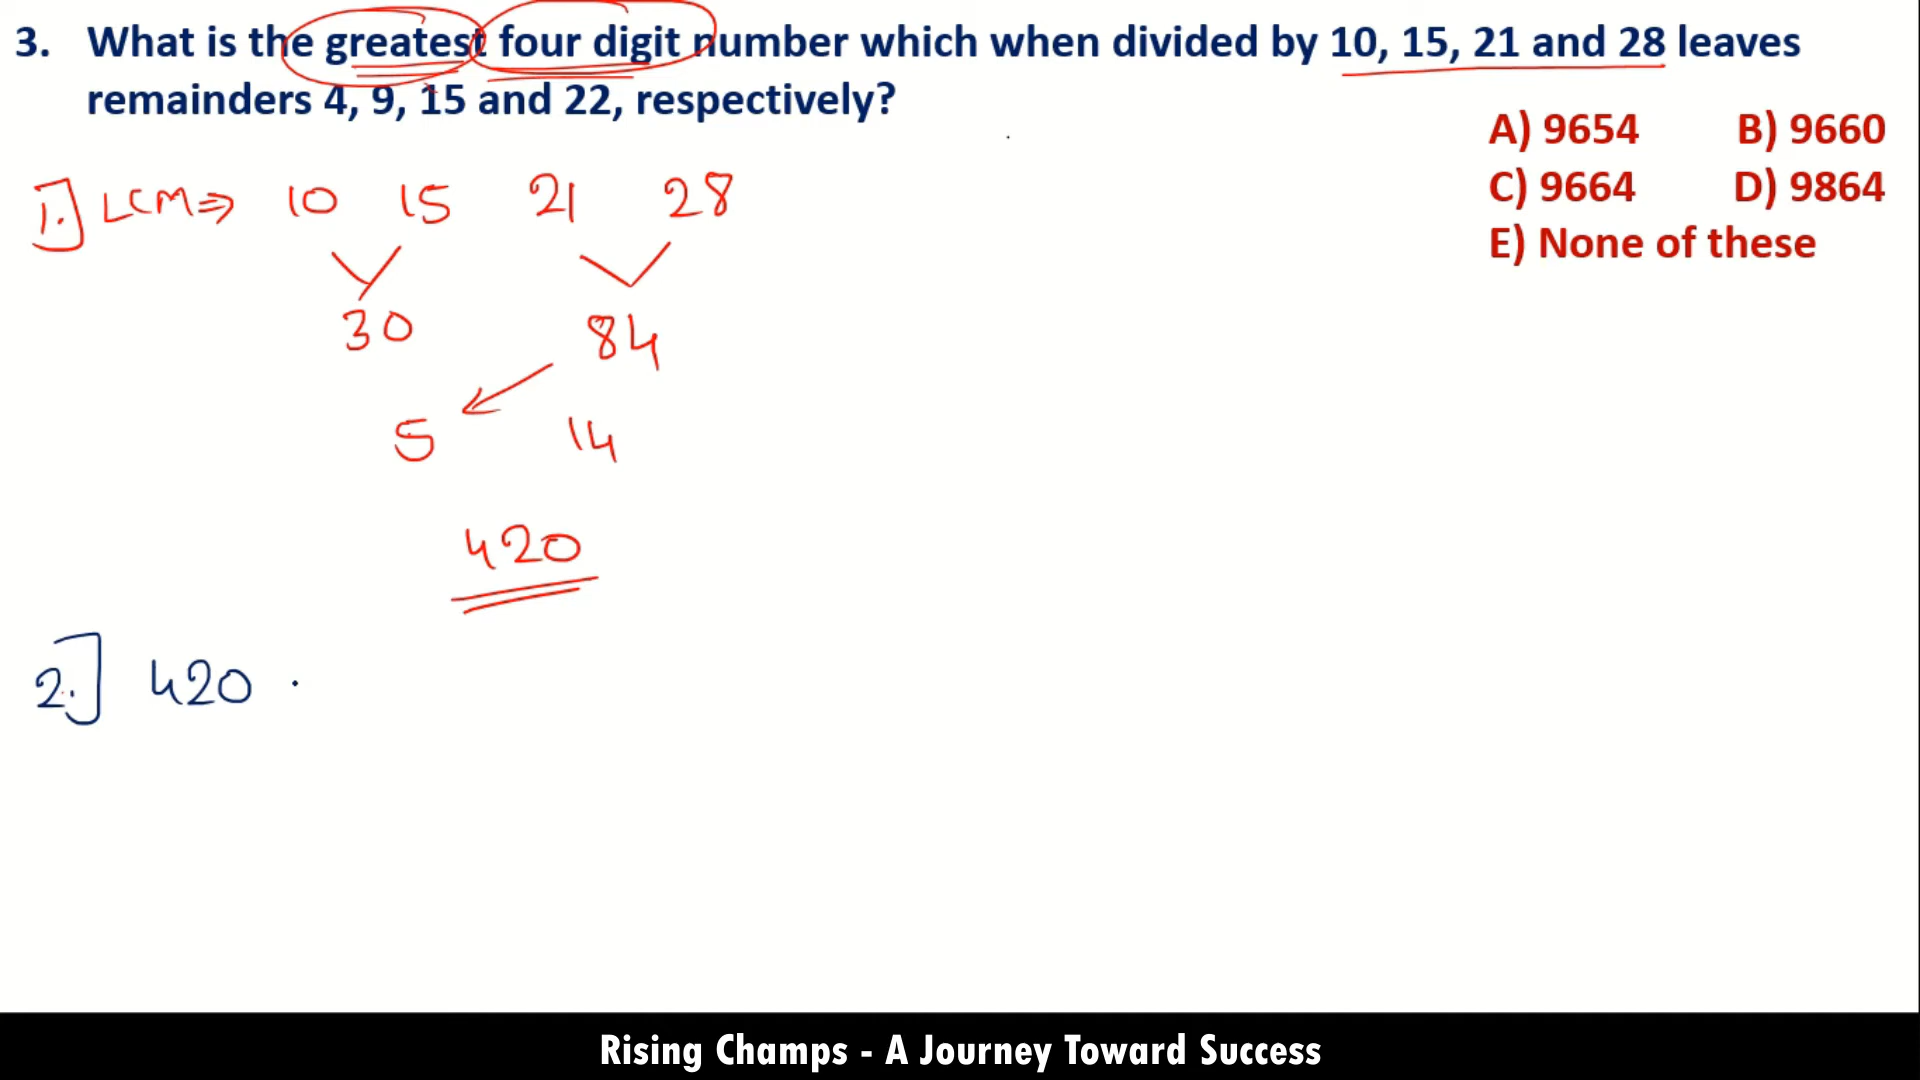 3. What is the greatest four digit number which when divided by 10, 15, 21 and 28 leaves
remainders 4, 9, 15 and 22, respectively?
A) 9654 B) 9660
C) 9664 D) 9864
E) None of these
1.] LCM ⇒ 10 15 21 28
30 84
5 14
420
2.] 420 .
Rising Champs - A Journey Toward Success